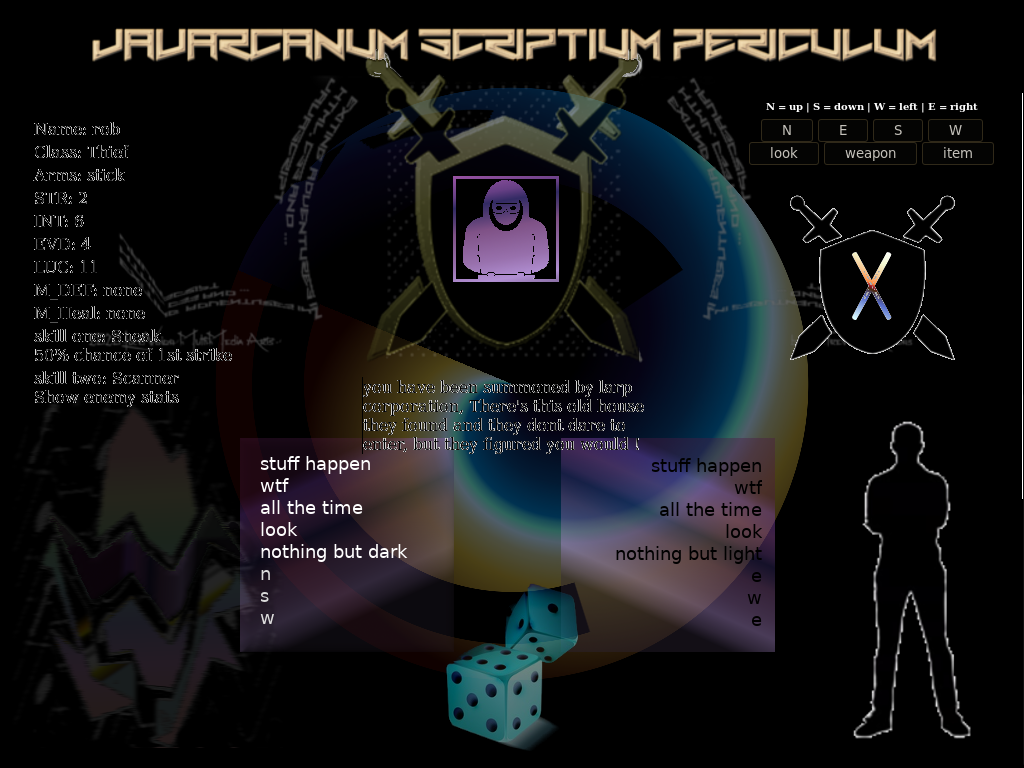 JAVARCANUM SCRIPTIUM PERICULUM
N = up | S = down | W = left | E = right
N E S W
look weapon item
Name: rob
Class: Thief
Arms: stick
STR: 2
INT: 6
EVD: 4
LUC: 11
M_DEF: none
M_Heal: none
skill one: Sneak
50% chance of 1st strike
skill two: Scanner
Show enemy stats
you have been summoned by larp
corporation, There's this old house
they found and they dont dare to
enter, but they figured you would (
stuff happen
wtf
all the time
look
nothing but dark
n
s
w
stuff happen
wtf
all the time
look
nothing but light
e
w
e